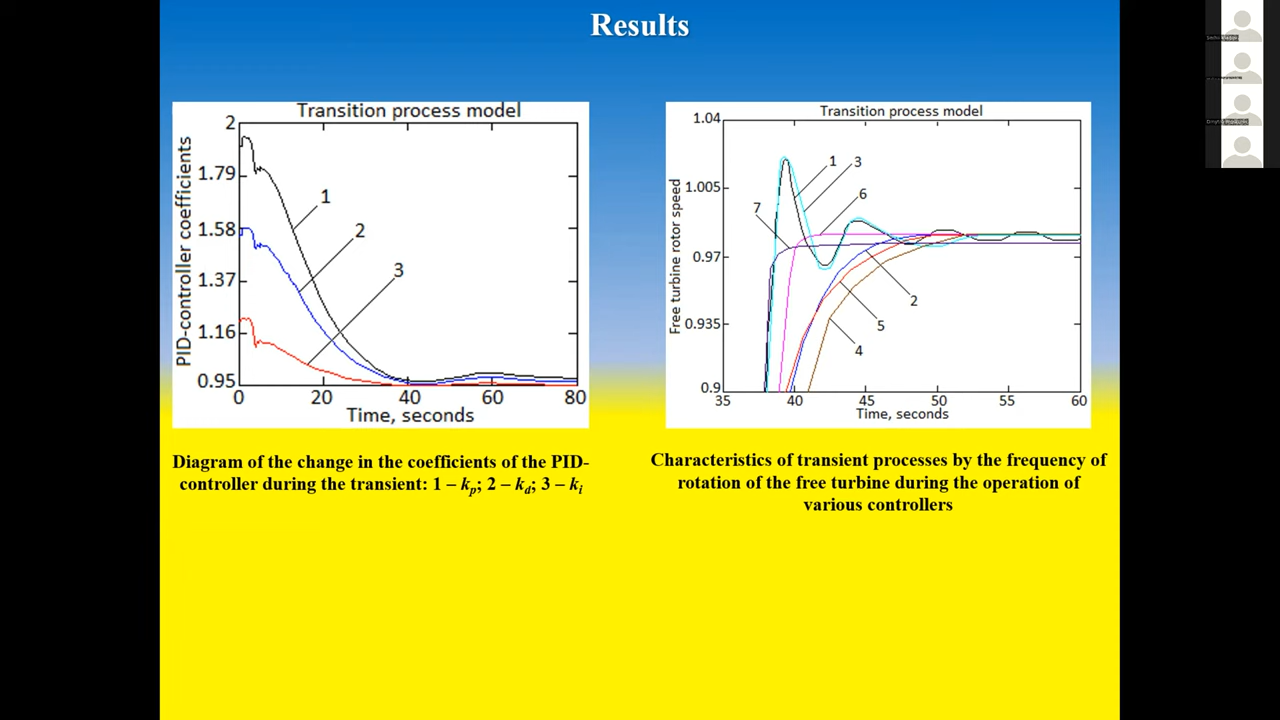 Results
Transition process model
PID-controller coefficients
2
1.79
1.58
1.37
1.16
0.95
1
2
3
0 20 40 60 80
Time, seconds
Diagram of the change in the coefficients of the PID-
controller during the transient: 1 – kp; 2 – kd; 3 – ki
Transition process model
Free turbine rotor speed
1.04
1.005
0.97
0.935
0.9
1
3
6
7
2
5
4
35 40 45 50 55 60
Time, seconds
Characteristics of transient processes by the frequency of
rotation of the free turbine during the operation of
various controllers